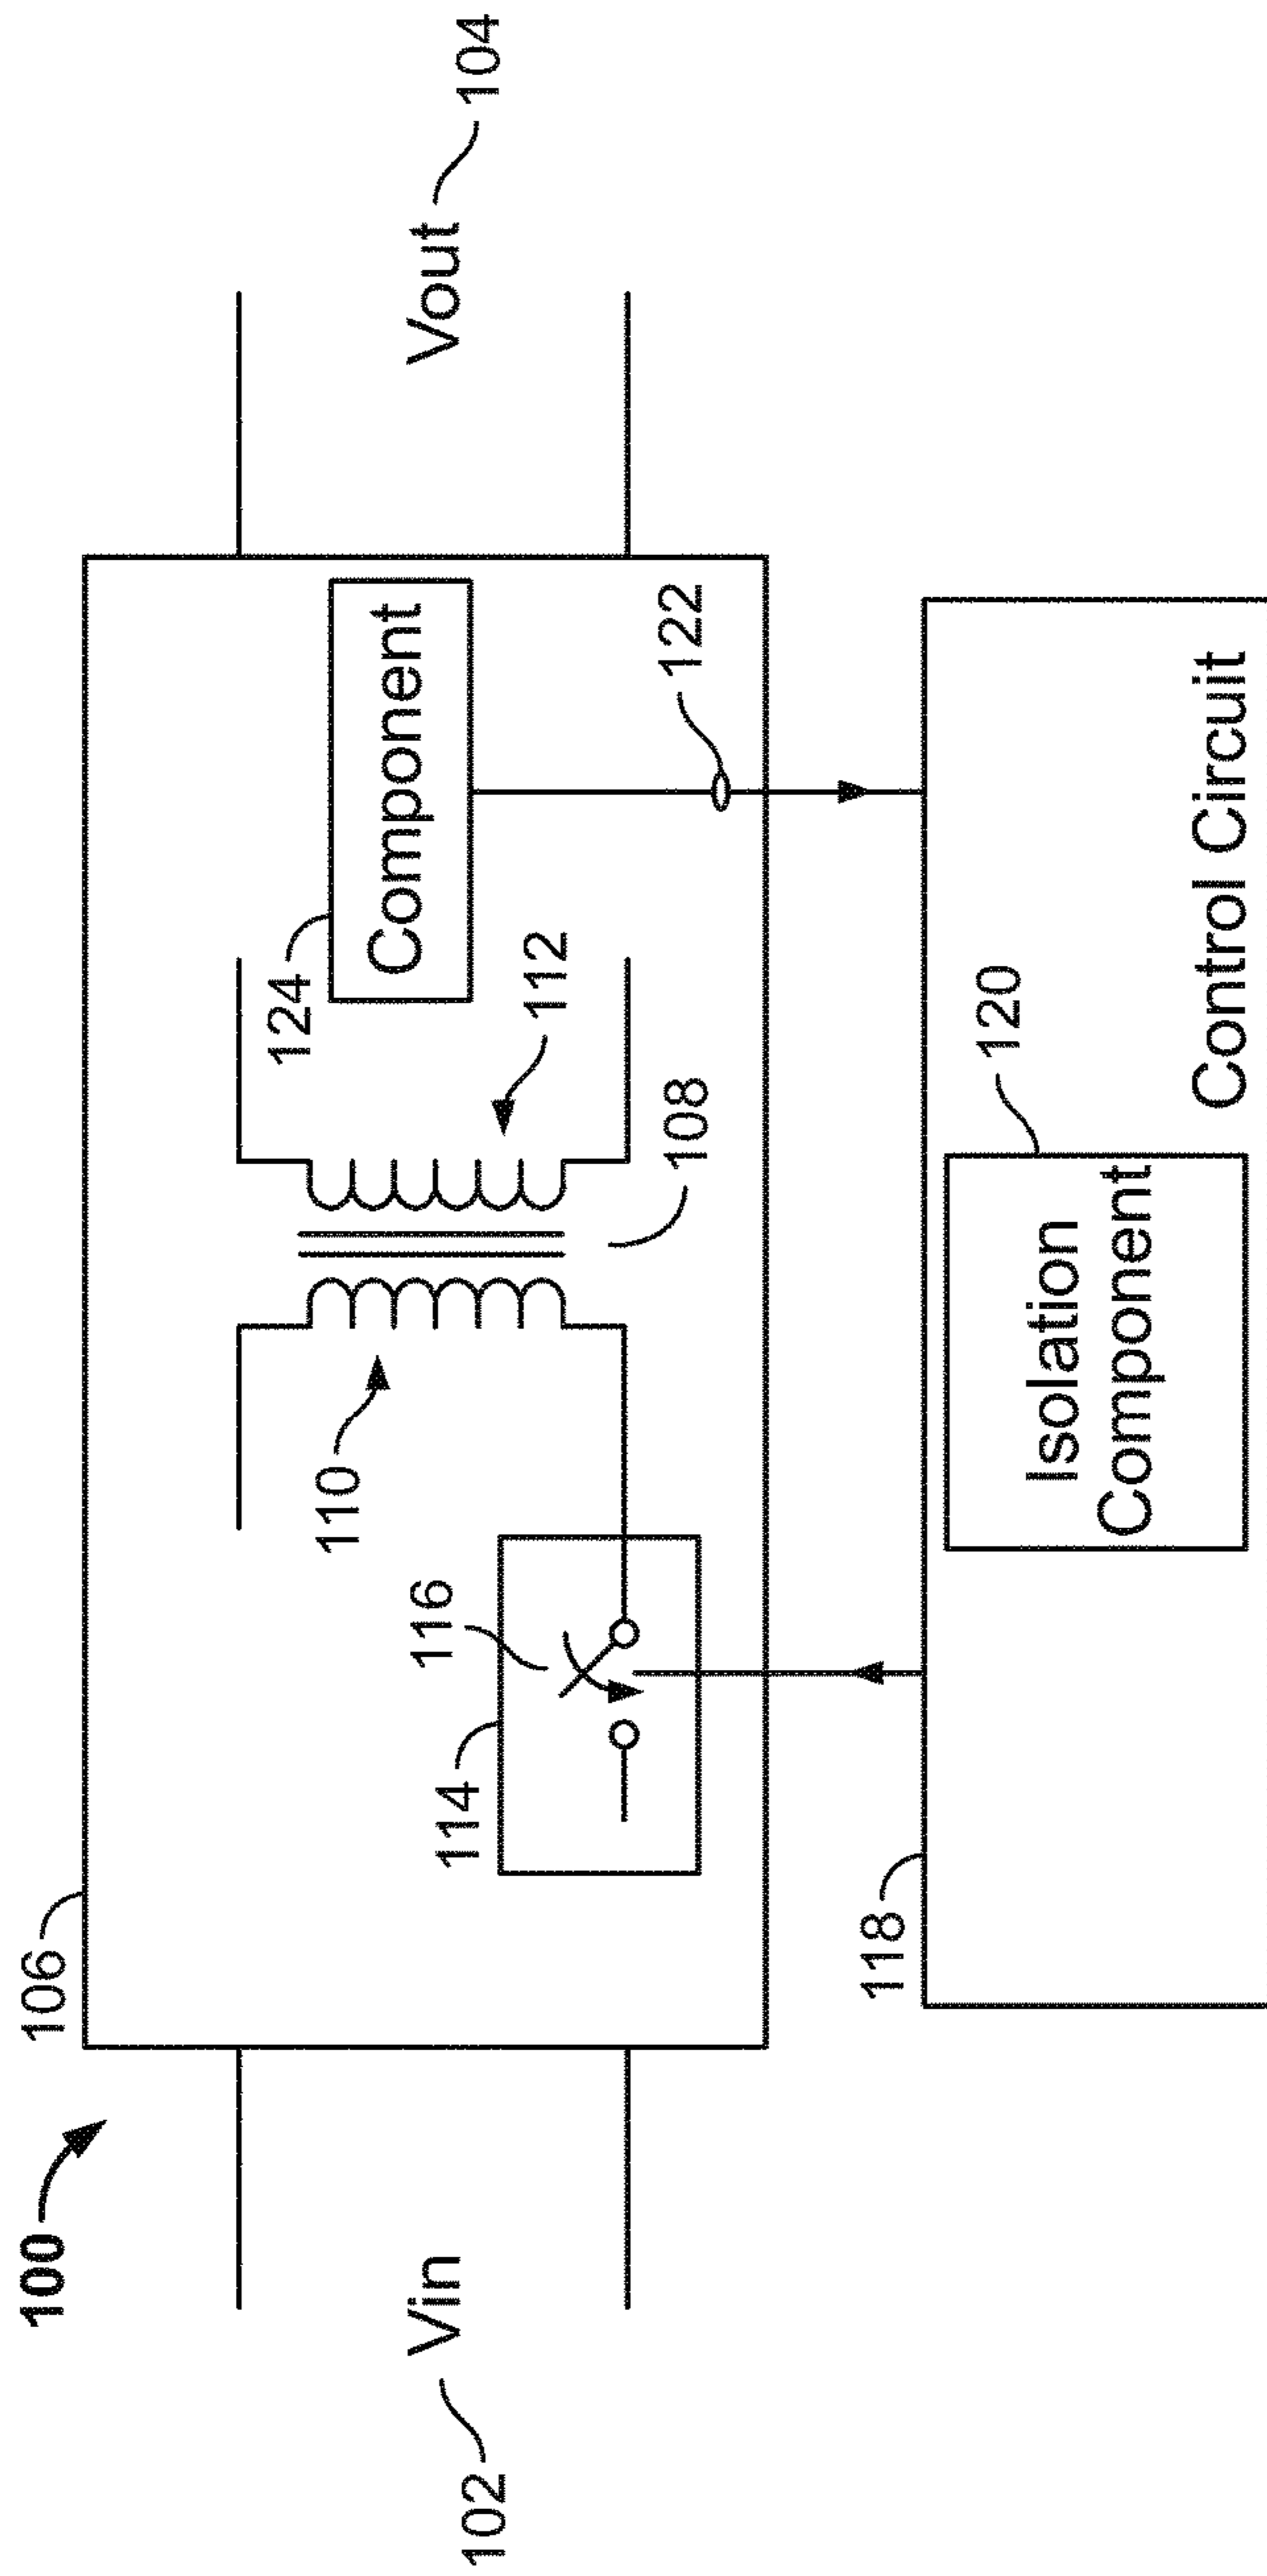 100
106
Vin
102
114
116
110
108
112
124
Component
122
Vout
104
118
Isolation
Component
120
Control Circuit